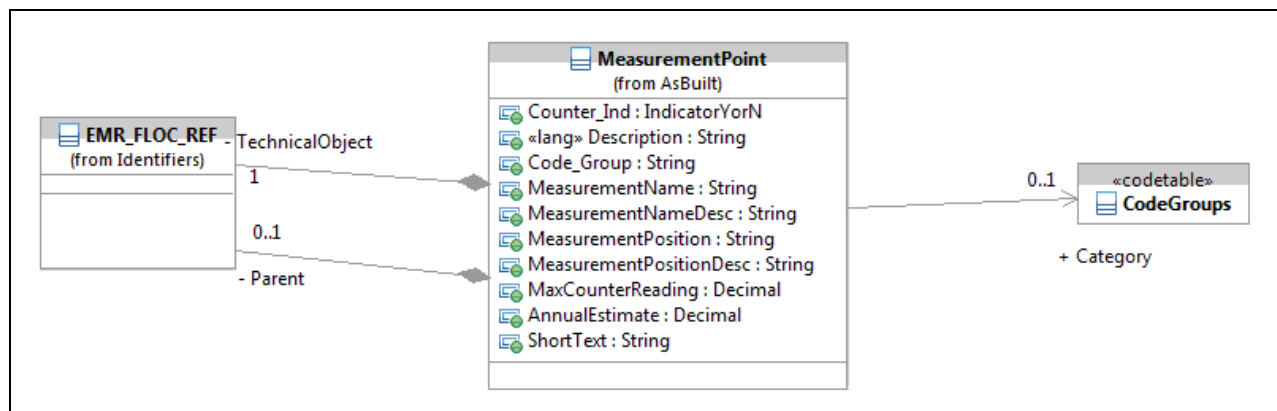 EMR_FLOC_REF
(from Identifiers)
- TechnicalObject
1
0..1
- Parent
MeasurementPoint
(from AsBuilt)
Counter_Ind : IndicatorYorN
«lang» Description : String
Code_Group : String
MeasurementName : String
MeasurementNameDesc : String
MeasurementPosition : String
MeasurementPositionDesc : String
MaxCounterReading : Decimal
AnnualEstimate : Decimal
ShortText : String
0..1
«codetable»
CodeGroups
+ Category